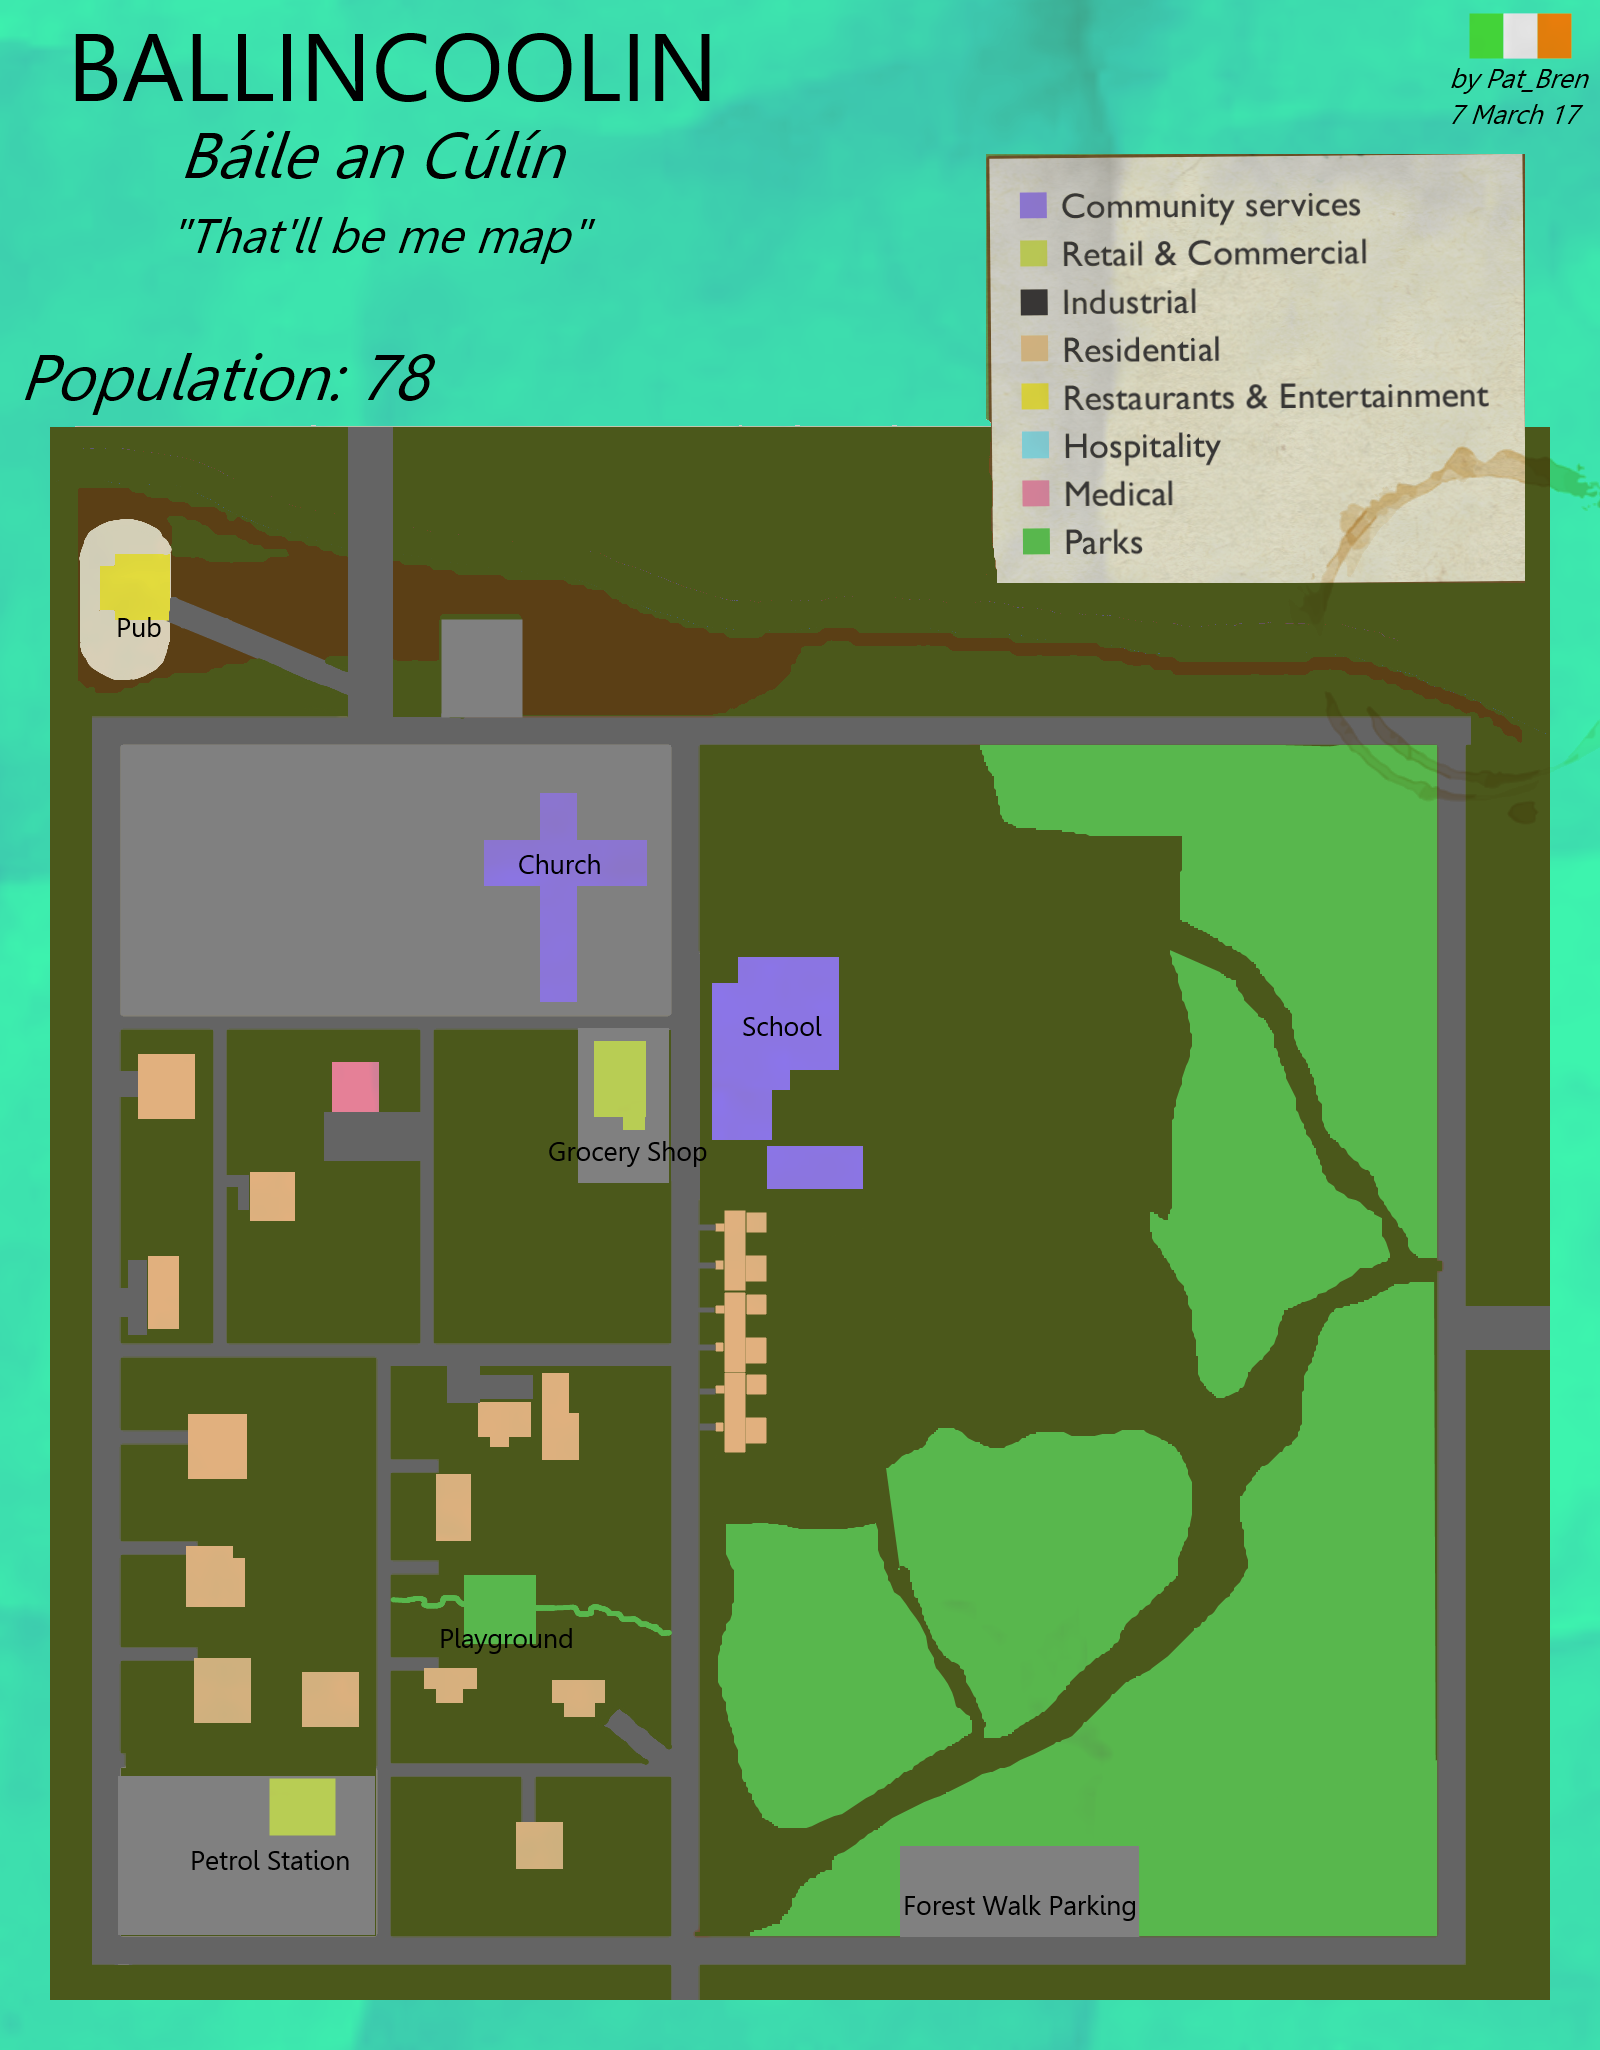 BALLINCOOLIN
Báile an Cúlín
"That'll be me map"
by Pat_Bren
7 March 17
Population: 78
Community services
Retail & Commercial
Industrial
Residential
Restaurants & Entertainment
Hospitality
Medical
Parks
Pub
Church
School
Grocery Shop
Playground
Petrol Station
Forest Walk Parking